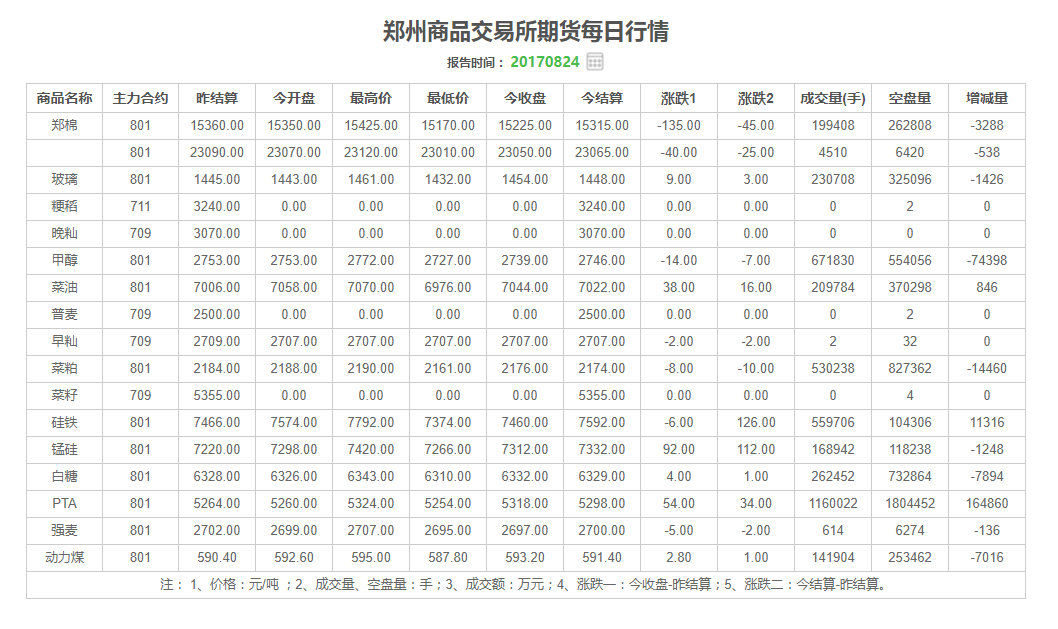 郑州商品交易所期货每日行情
报告时间： 20170824
商品名称 主力合约 昨结算 今开盘 最高价 最低价 今收盘 今结算 涨跌1 涨跌2 成交量(手) 空盘量 增减量
郑棉 801 15360.00 15350.00 15425.00 15170.00 15225.00 15315.00 -135.00 -45.00 199408 262808 -3288
801 23090.00 23070.00 23120.00 23010.00 23050.00 23065.00 -40.00 -25.00 4510 6420 -538
玻璃 801 1445.00 1443.00 1461.00 1432.00 1454.00 1448.00 9.00 3.00 230708 325096 -1426
粳稻 711 3240.00 0.00 0.00 0.00 0.00 3240.00 0.00 0.00 0 2 0
晚籼 709 3070.00 0.00 0.00 0.00 0.00 3070.00 0.00 0.00 0 0 0
甲醇 801 2753.00 2753.00 2772.00 2727.00 2739.00 2746.00 -14.00 -7.00 671830 554056 -74398
菜油 801 7006.00 7058.00 7070.00 6976.00 7044.00 7022.00 38.00 16.00 209784 370298 846
普麦 709 2500.00 0.00 0.00 0.00 0.00 2500.00 0.00 0.00 0 2 0
早籼 709 2709.00 2707.00 2707.00 2707.00 2707.00 2707.00 -2.00 -2.00 2 32 0
菜粕 801 2184.00 2188.00 2190.00 2161.00 2176.00 2174.00 -8.00 -10.00 530238 827362 -14460
菜籽 709 5355.00 0.00 0.00 0.00 0.00 5355.00 0.00 0.00 0 4 0
硅铁 801 7466.00 7574.00 7792.00 7374.00 7460.00 7592.00 -6.00 126.00 559706 104306 11316
锰硅 801 7220.00 7298.00 7420.00 7266.00 7312.00 7332.00 92.00 112.00 168942 118238 -1248
白糖 801 6328.00 6326.00 6343.00 6310.00 6332.00 6329.00 4.00 1.00 262452 732864 -7894
PTA 801 5264.00 5260.00 5324.00 5254.00 5318.00 5298.00 54.00 34.00 1160022 1804452 164860
强麦 801 2702.00 2699.00 2707.00 2695.00 2697.00 2700.00 -5.00 -2.00 614 6274 -136
动力煤 801 590.40 592.60 595.00 587.80 593.20 591.40 2.80 1.00 141904 253462 -7016
注： 1、价格：元/吨 ；2、成交量、空盘量：手；3、成交额：万元；4、涨跌一：今收盘-昨结算；5、涨跌二：今结算-昨结算。